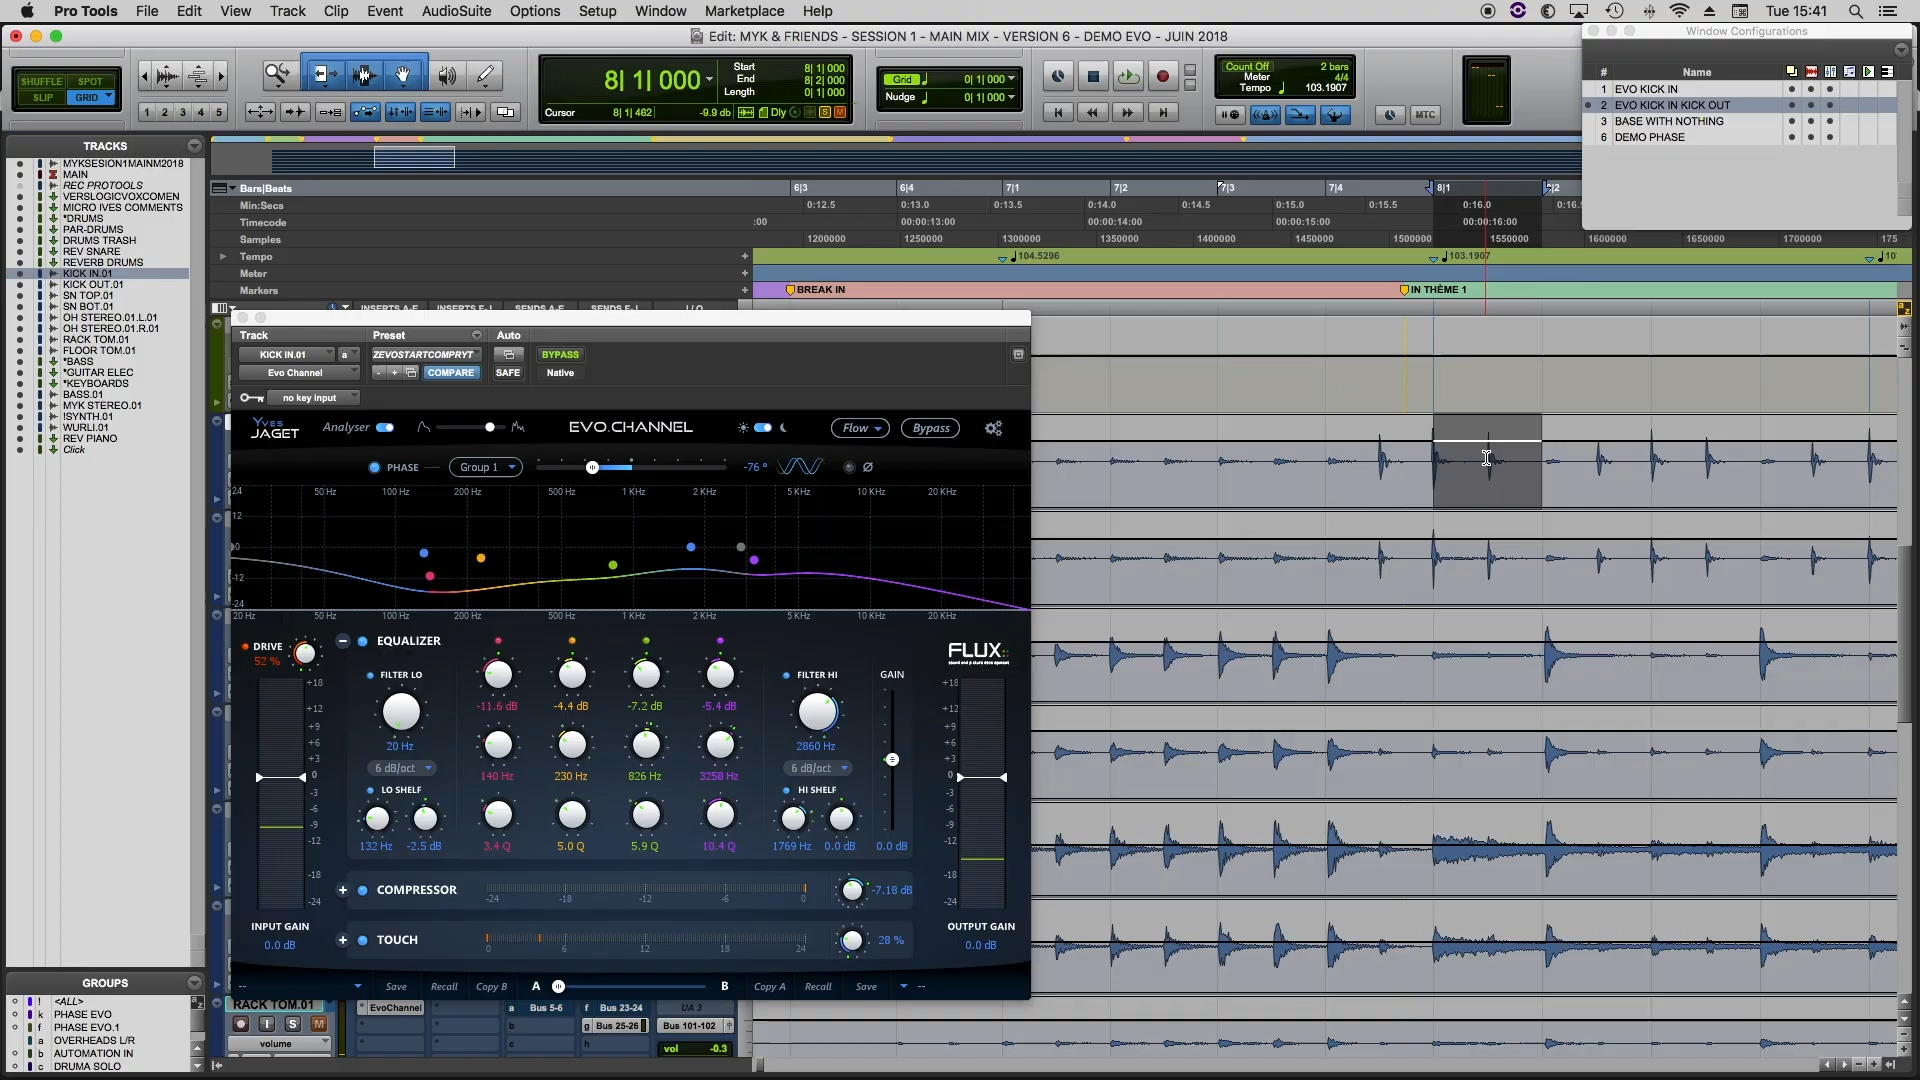 Pro Tools File Edit View Track Clip Event AudioSuite Options Setup Window Marketplace Help Tue 15:41
Edit: MYK & FRIENDS - SESSION 1 - MAIN MIX - VERSION 6 - DEMO EVO - JUIN 2018
Window Configurations
# Name
1 EVO KICK IN
2 EVO KICK IN KICK OUT
3 BASE WITH NOTHING
6 DEMO PHASE
SHUFFLE SPOT
SLIP GRID
1 2 3 4 5
8| 1| 000
Start 8| 1| 000
End 8| 2| 000
Length 0| 1| 000
Cursor 8| 1| 462 -9.9 db Dly S M
Grid 0| 1| 000
Nudge 0| 1| 000
Count Off 2 bars
Meter 4/4
Tempo 103.1907
MTC
TRACKS
MYKSESION1MAINM2018
MAIN
REC PROTOOLS
VERSLOGICVOXCOMEN
MICRO IVES COMMENTS
*DRUMS
PAR-DRUMS
DRUMS TRASH
REV SNARE
REVERB DRUMS
KICK IN.01
KICK OUT.01
SN TOP.01
SN BOT.01
OH STEREO.01.L.01
OH STEREO.01.R.01
RACK TOM.01
FLOOR TOM.01
*BASS
*GUITAR ELEC
*KEYBOARDS
BASS.01
MYK STEREO.01
!SYNTH.01
WURLI.01
REV PIANO
Click
GROUPS
! <ALL>
k PHASE EVO
f PHASE EVO.1
a OVERHEADS L/R
b AUTOMATION IN
c DRUMA SOLO
Bars|Beats 6|3 6|4 7|1 7|2 7|3 7|4 8|1 |2
Min:Secs 0:12.5 0:13.0 0:13.5 0:14.0 0:14.5 0:15.0 0:15.5 0:16.0 0:16.5
Timecode :00 00:00:13:00 00:00:14:00 00:00:15:00 00:00:16:00
Samples 1200000 1250000 1300000 1350000 1400000 1450000 1500000 1550000 1600000 1650000 1700000 175
Tempo + 104.5296 103.1907 10
Meter +
Markers + BREAK IN IN THÈME 1
INSERTS A-E INSERTS F-J SENDS A-E SENDS F-J I/O
Track Preset Auto
KICK IN.01 a ZEVOSTARTCOMPRYT BYPASS
Evo Channel - + COMPARE SAFE Native
no key input
YVES JAGET Analyser EVO.CHANNEL Flow Bypass
PHASE Group 1 -76 ° Ø
24 50 Hz 100 Hz 200 Hz 500 Hz 1 KHz 2 KHz 5 KHz 10 KHz 20 KHz
12
0
-12
-24
20 Hz 50 Hz 100 Hz 200 Hz 500 Hz 1 KHz 2 KHz 5 KHz 10 KHz 20 KHz
DRIVE 52 %
EQUALIZER
FLUX::
sound and picture development
FILTER LO FILTER HI GAIN
-11.6 dB -4.4 dB -7.2 dB -5.4 dB
20 Hz 2860 Hz
6 dB/oct 140 Hz 230 Hz 826 Hz 3258 Hz 6 dB/oct
LO SHELF HI SHELF
132 Hz -2.5 dB 3.4 Q 5.0 Q 5.9 Q 10.4 Q 1769 Hz 0.0 dB 0.0 dB
+18 +12 +9 +6 +3 0 -3 -6 -9 -12 -18 -24
+18 +12 +9 +6 +3 0 -3 -6 -9 -12 -18 -24
+ COMPRESSOR -24 -18 -12 -6 0 -7.18 dB
+ TOUCH 0 6 12 18 24 28 %
INPUT GAIN 0.0 dB
OUTPUT GAIN 0.0 dB
-- Save Recall Copy B A B Copy A Recall Save --
RACK TOM.01 EvoChannel a Bus 5-6 f Bus 23-24 UA 3
I S M b g Bus 25-26 Bus 101-102
volume c h vol -0.3